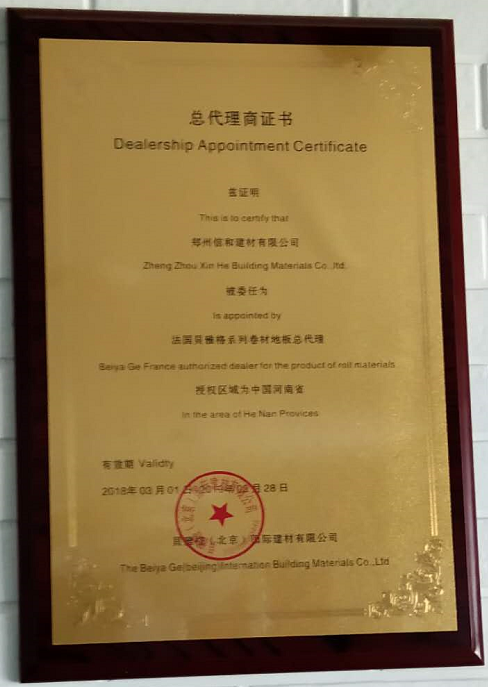 总代理商证书
Dealership Appointment Certificate
兹证明
This is to certify that
郑州信和建材有限公司
Zheng Zhou Xin He Building Materials Co.,ltd.
被委任为
Is appointed by
法国贝雅格系列卷材地板总代理
Beiya Ge France authorized dealer for the product of roll materials
授权区域为中国河南省
In the area of He Nan Provices
有效期 Validity
2018年03月01日 月28日
（北京）国际建材有限公司
The Beiya Ge(beijing)Internation Building Materials Co.,Ltd